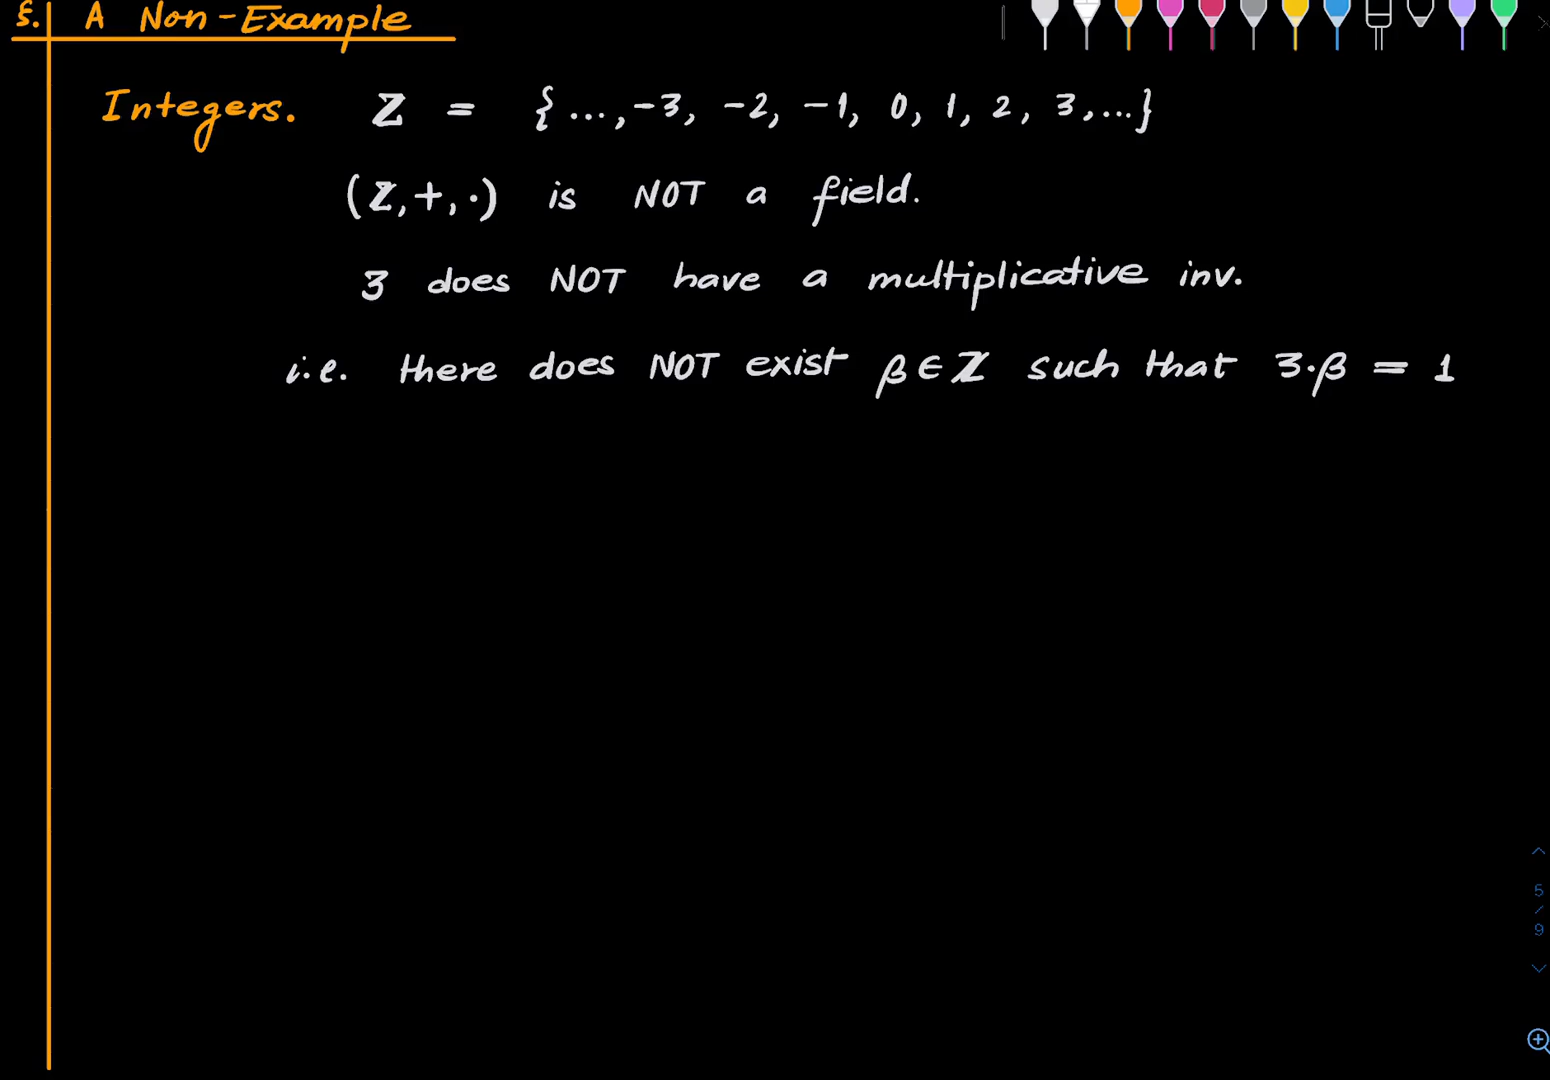 §. A Non-Example
Integers. ℤ = {..., -3, -2, -1, 0, 1, 2, 3, ...}
(ℤ, +, ·) is NOT a field.
3 does NOT have a multiplicative inv.
i.e. there does NOT exist β ∈ ℤ such that 3·β = 1
5
/
9